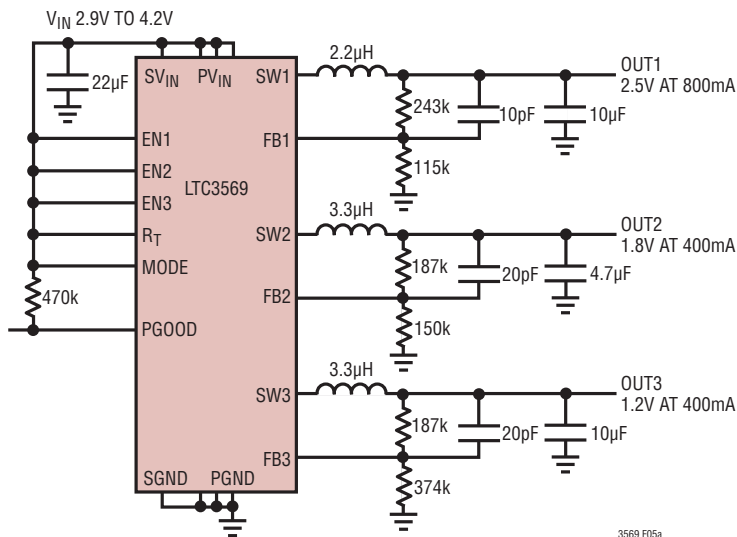 V_IN 2.9V TO 4.2V
22µF
SV_IN PV_IN SW1
2.2µH
OUT1
2.5V AT 800mA
243k
10pF
10µF
EN1
FB1
115k
EN2
LTC3569
EN3
3.3µH
R_T
SW2
OUT2
1.8V AT 400mA
MODE
187k
20pF
4.7µF
470k
FB2
PGOOD
150k
3.3µH
SW3
OUT3
1.2V AT 400mA
187k
20pF
10µF
FB3
SGND PGND
374k
3569 F05a